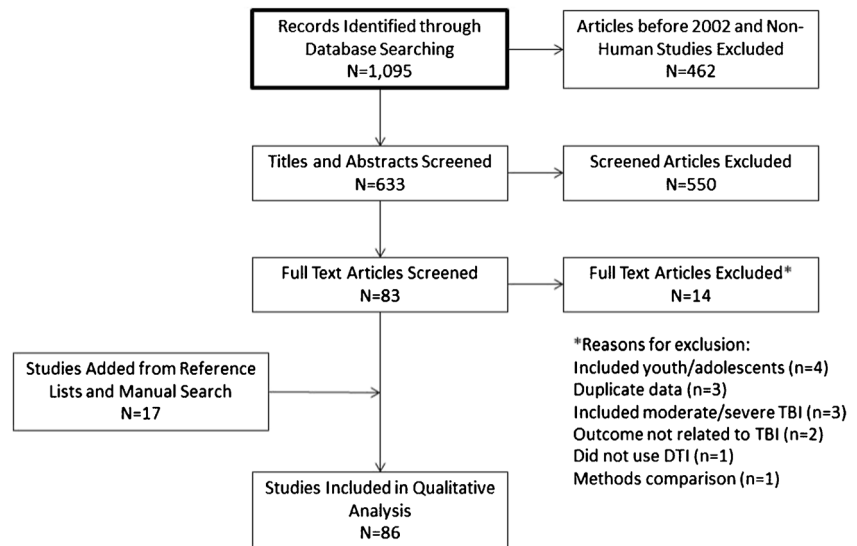 Records Identified through
Database Searching
N=1,095
Articles before 2002 and Non-
Human Studies Excluded
N=462
Titles and Abstracts Screened
N=633
Screened Articles Excluded
N=550
Full Text Articles Screened
N=83
Full Text Articles Excluded*
N=14
*Reasons for exclusion:
Included youth/adolescents (n=4)
Duplicate data (n=3)
Included moderate/severe TBI (n=3)
Outcome not related to TBI (n=2)
Did not use DTI (n=1)
Methods comparison (n=1)
Studies Added from Reference
Lists and Manual Search
N=17
Studies Included in Qualitative
Analysis
N=86